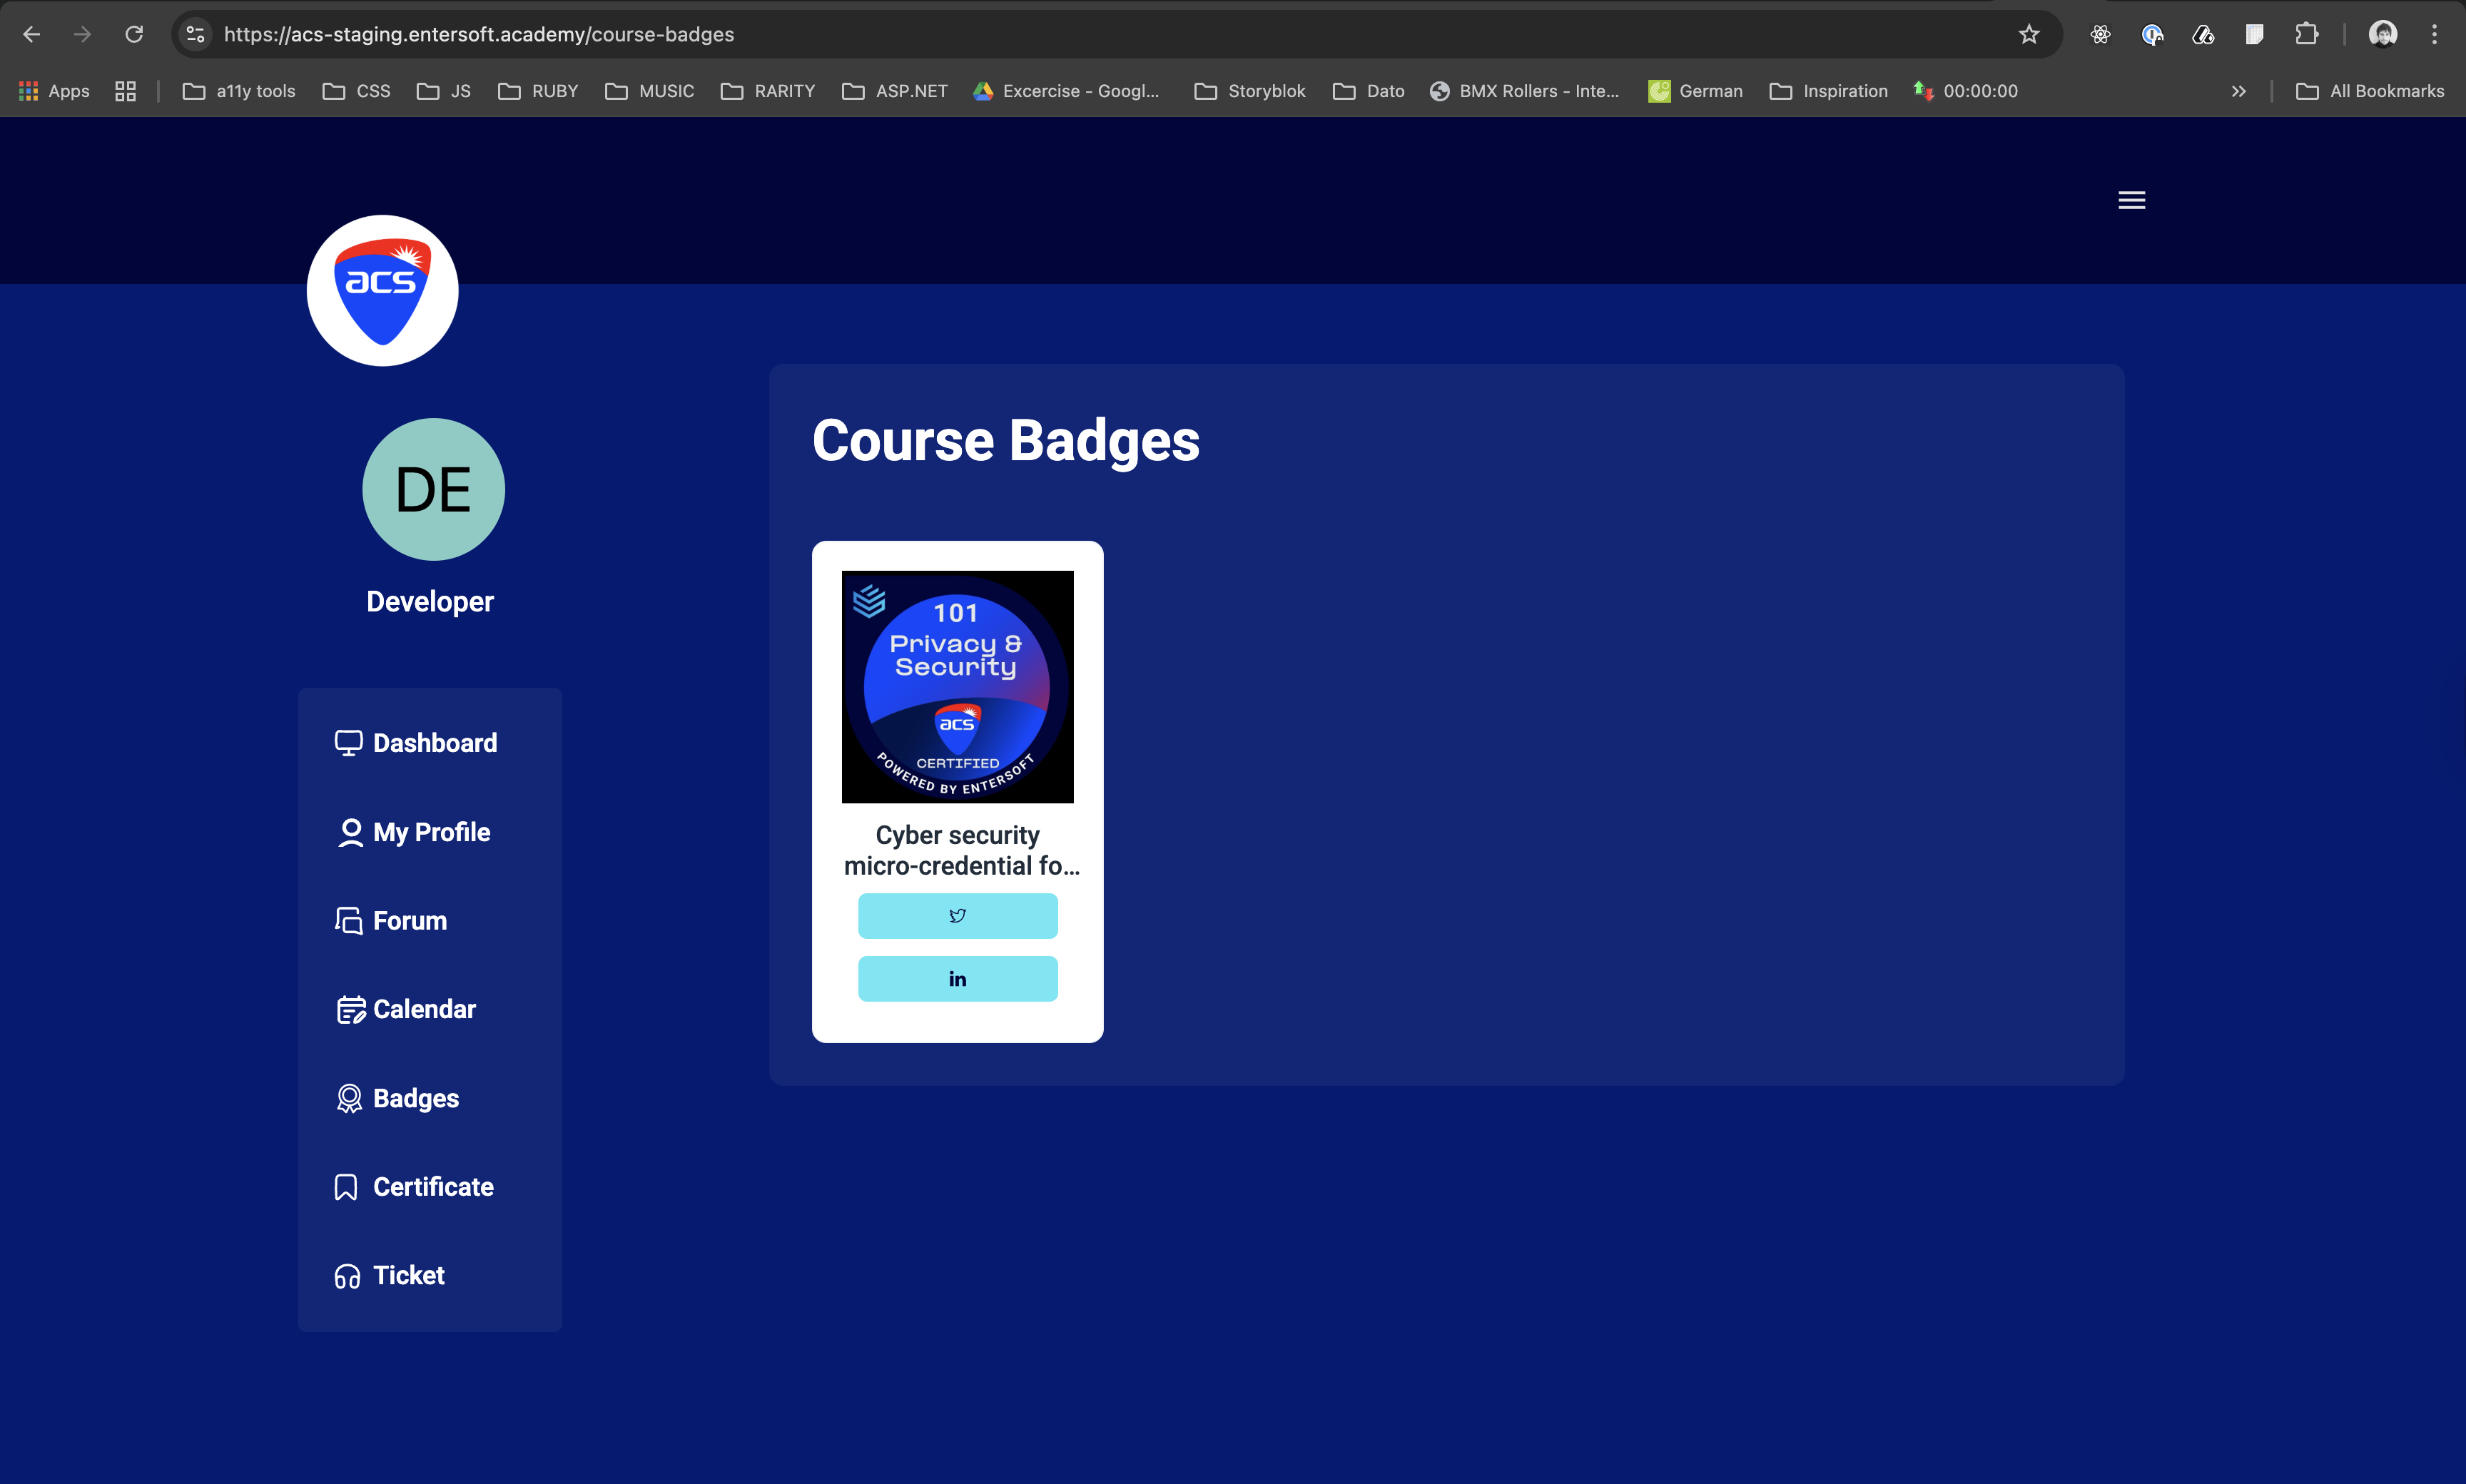 https://acs-staging.entersoft.academy/course-badges
Apps
a11y tools
CSS
JS
RUBY
MUSIC
RARITY
ASP.NET
Excercise - Googl...
Storyblok
Dato
BMX Rollers - Inte...
German
Inspiration
00:00:00
All Bookmarks
acs
DE
Developer
Dashboard
My Profile
Forum
Calendar
Badges
Certificate
Ticket
Course Badges
101
Privacy &
Security
acs
CERTIFIED
POWERED BY ENTERSOFT
Cyber security
micro-credential fo...
in